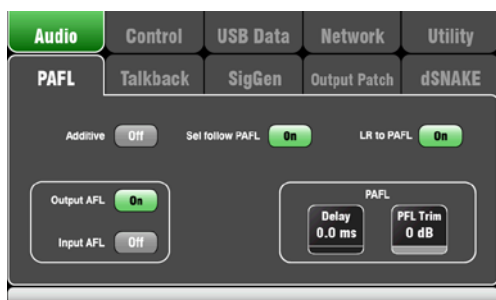 Audio Control USB Data Network Utility
PAFL Talkback SigGen Output Patch dSNAKE
Additive Off Sel follow PAFL On LR to PAFL On
Output AFL On
Input AFL Off
PAFL
Delay
0.0 ms
PFL Trim
0 dB